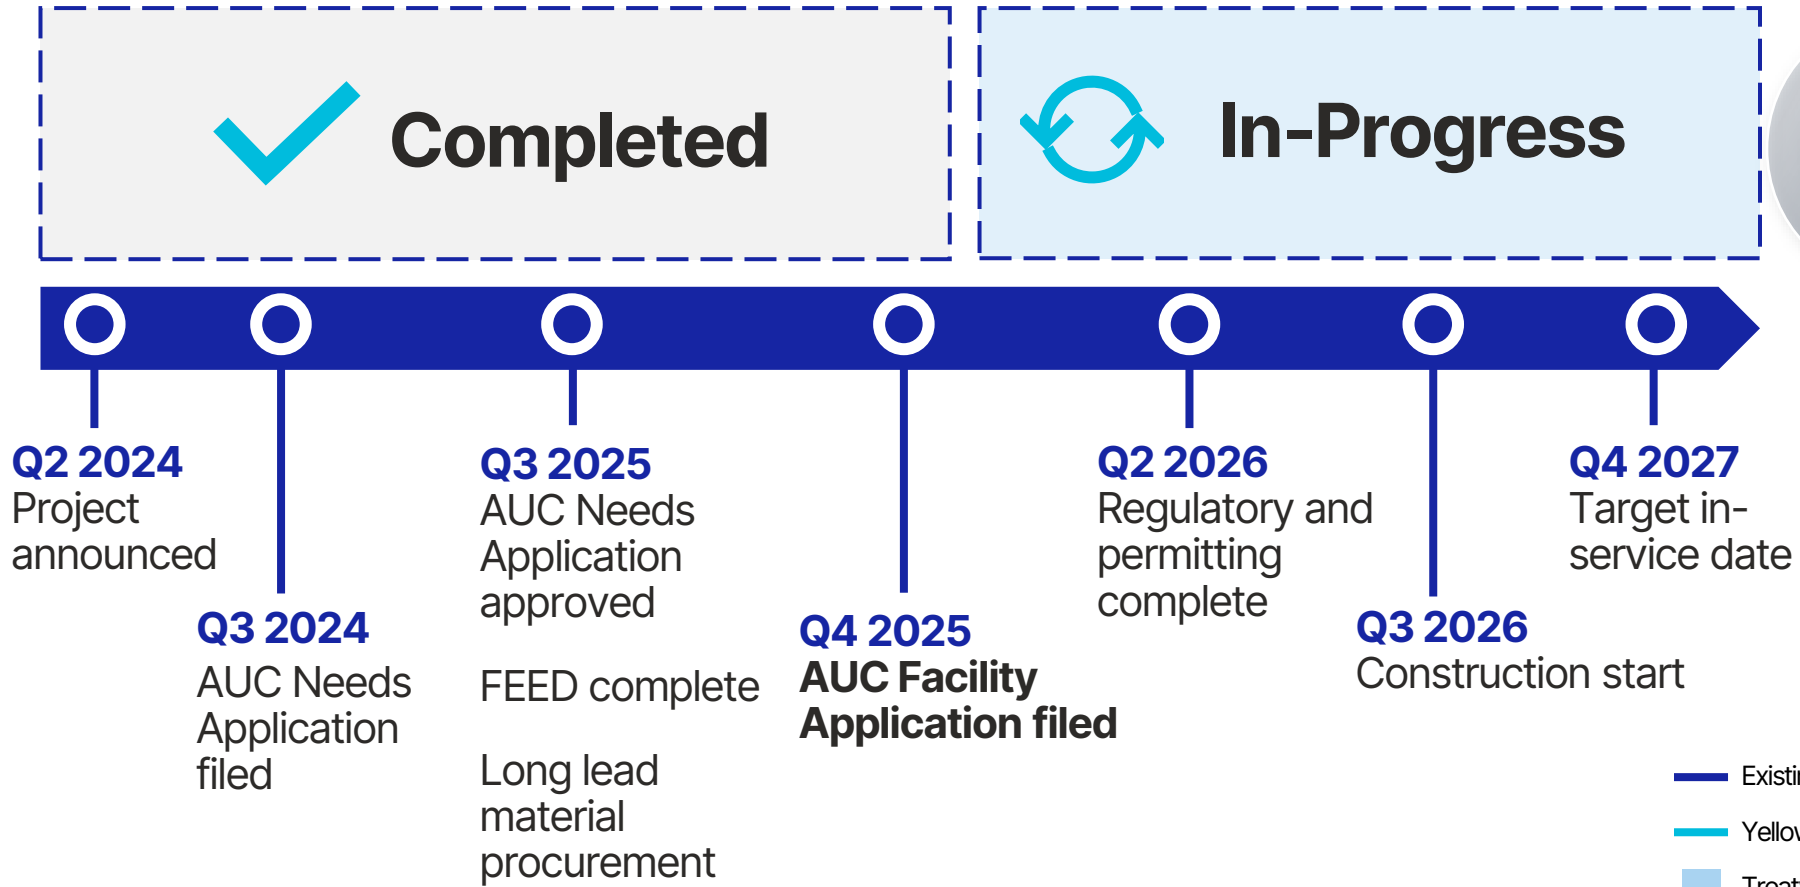 Completed
In-Progress
Q2 2024
Project
announced
Q3 2024
AUC Needs
Application
filed
Q3 2025
AUC Needs
Application
approved
FEED complete
Long lead
material
procurement
Q4 2025
AUC Facility
Application filed
Q2 2026
Regulatory and
permitting
complete
Q3 2026
Construction start
Q4 2027
Target in-
service date